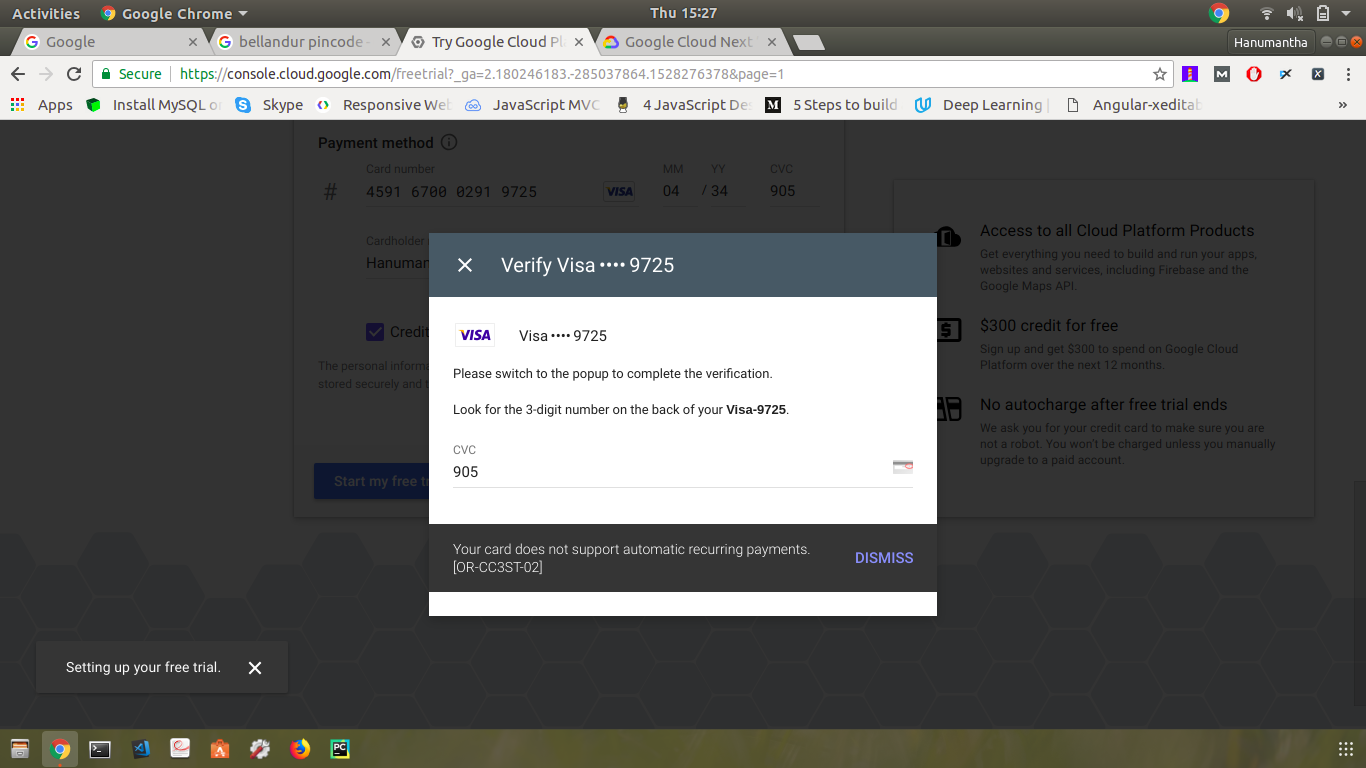 Activities
Google Chrome
Thu 15:27
Google
bellandur pincode -
Try Google Cloud Pl
Google Cloud Next
Hanumantha
Secure
https://console.cloud.google.com/freetrial?_ga=2.180246183.-285037864.1528276378&page=1
Apps
Install MySQL o
Skype
Responsive We
JavaScript MVC
4 JavaScript De
5 Steps to build
Deep Learning
Angular-xedita
Payment method
Card number
MM
YY
CVC
# 4591 6700 0291 9725
VISA
04 / 34
905
Cardholder
Hanuman
Credit
The personal informa
stored securely and t
Start my free tr
Access to all Cloud Platform Products
Get everything you need to build and run your apps,
websites and services, including Firebase and the
Google Maps API.
$300 credit for free
Sign up and get $300 to spend on Google Cloud
Platform over the next 12 months.
No autocharge after free trial ends
We ask you for your credit card to make sure you are
not a robot. You won't be charged unless you manually
upgrade to a paid account.
Verify Visa •••• 9725
VISA
Visa •••• 9725
Please switch to the popup to complete the verification.
Look for the 3-digit number on the back of your Visa-9725.
CVC
905
Your card does not support automatic recurring payments.
[OR-CC3ST-02]
DISMISS
Setting up your free trial.